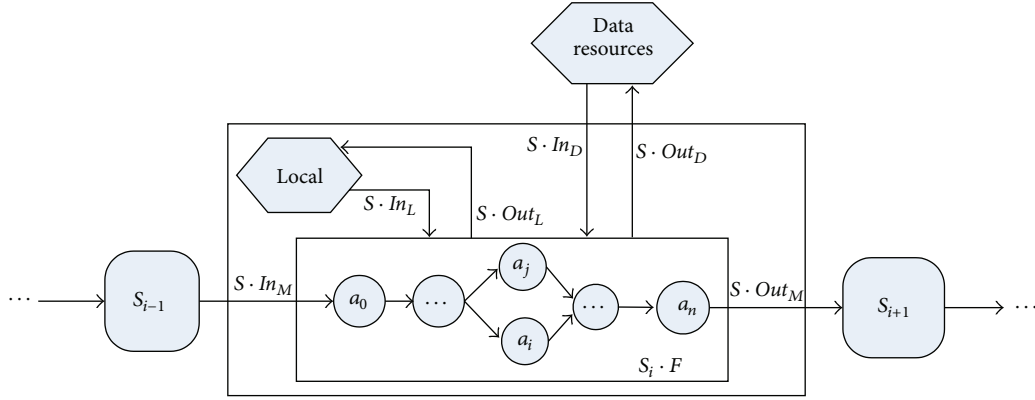 Data
resources
S · In_D
S · Out_D
Local
S · In_L
S · Out_L
...
S_{i−1}
S · In_M
a_0
...
a_j
a_i
...
a_n
S · Out_M
S_{i+1}
...
S_i · F